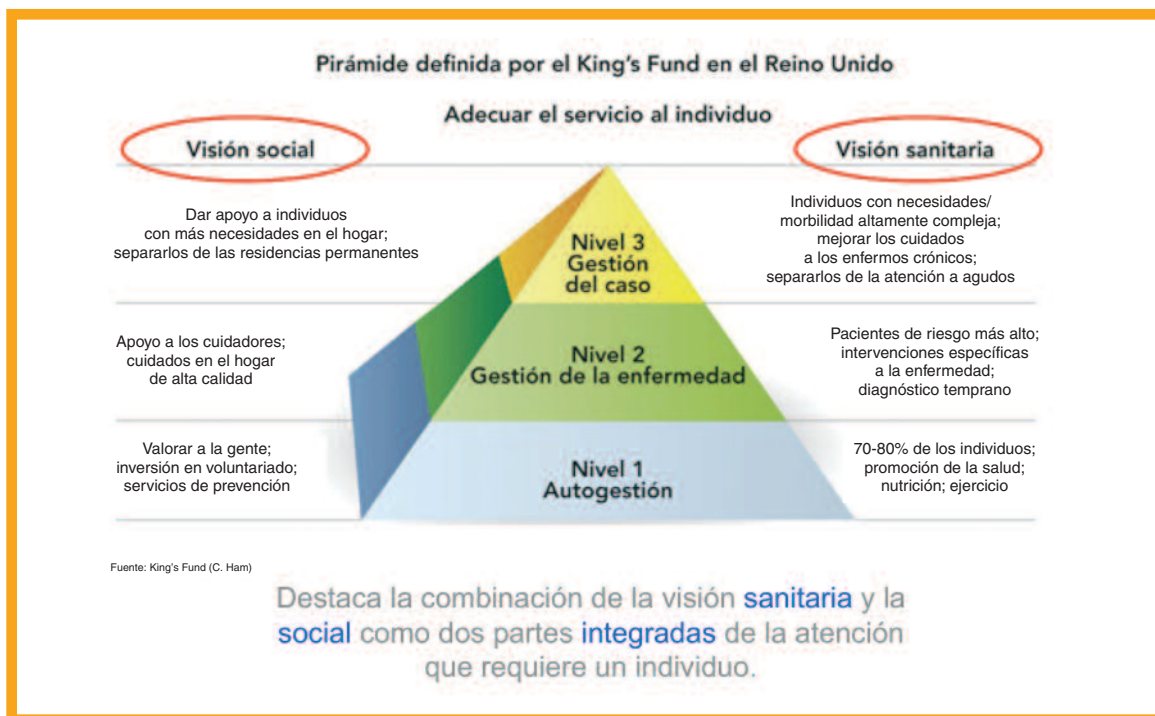 Pirámide definida por el King's Fund en el Reino Unido
Adecuar el servicio al individuo
Visión social
Visión sanitaria
Dar apoyo a individuos
con más necesidades en el hogar;
separarlos de las residencias permanentes
Nivel 3
Gestión
del caso
Individuos con necesidades/
morbilidad altamente compleja;
mejorar los cuidados
a los enfermos crónicos;
separarlos de la atención a agudos
Apoyo a los cuidadores;
cuidados en el hogar
de alta calidad
Nivel 2
Gestión de la enfermedad
Pacientes de riesgo más alto;
intervenciones específicas
a la enfermedad;
diagnóstico temprano
Valorar a la gente;
inversión en voluntariado;
servicios de prevención
Nivel 1
Autogestión
70-80% de los individuos;
promoción de la salud;
nutrición; ejercicio
Fuente: King's Fund (C. Ham)
Destaca la combinación de la visión sanitaria y la
social como dos partes integradas de la atención
que requiere un individuo.